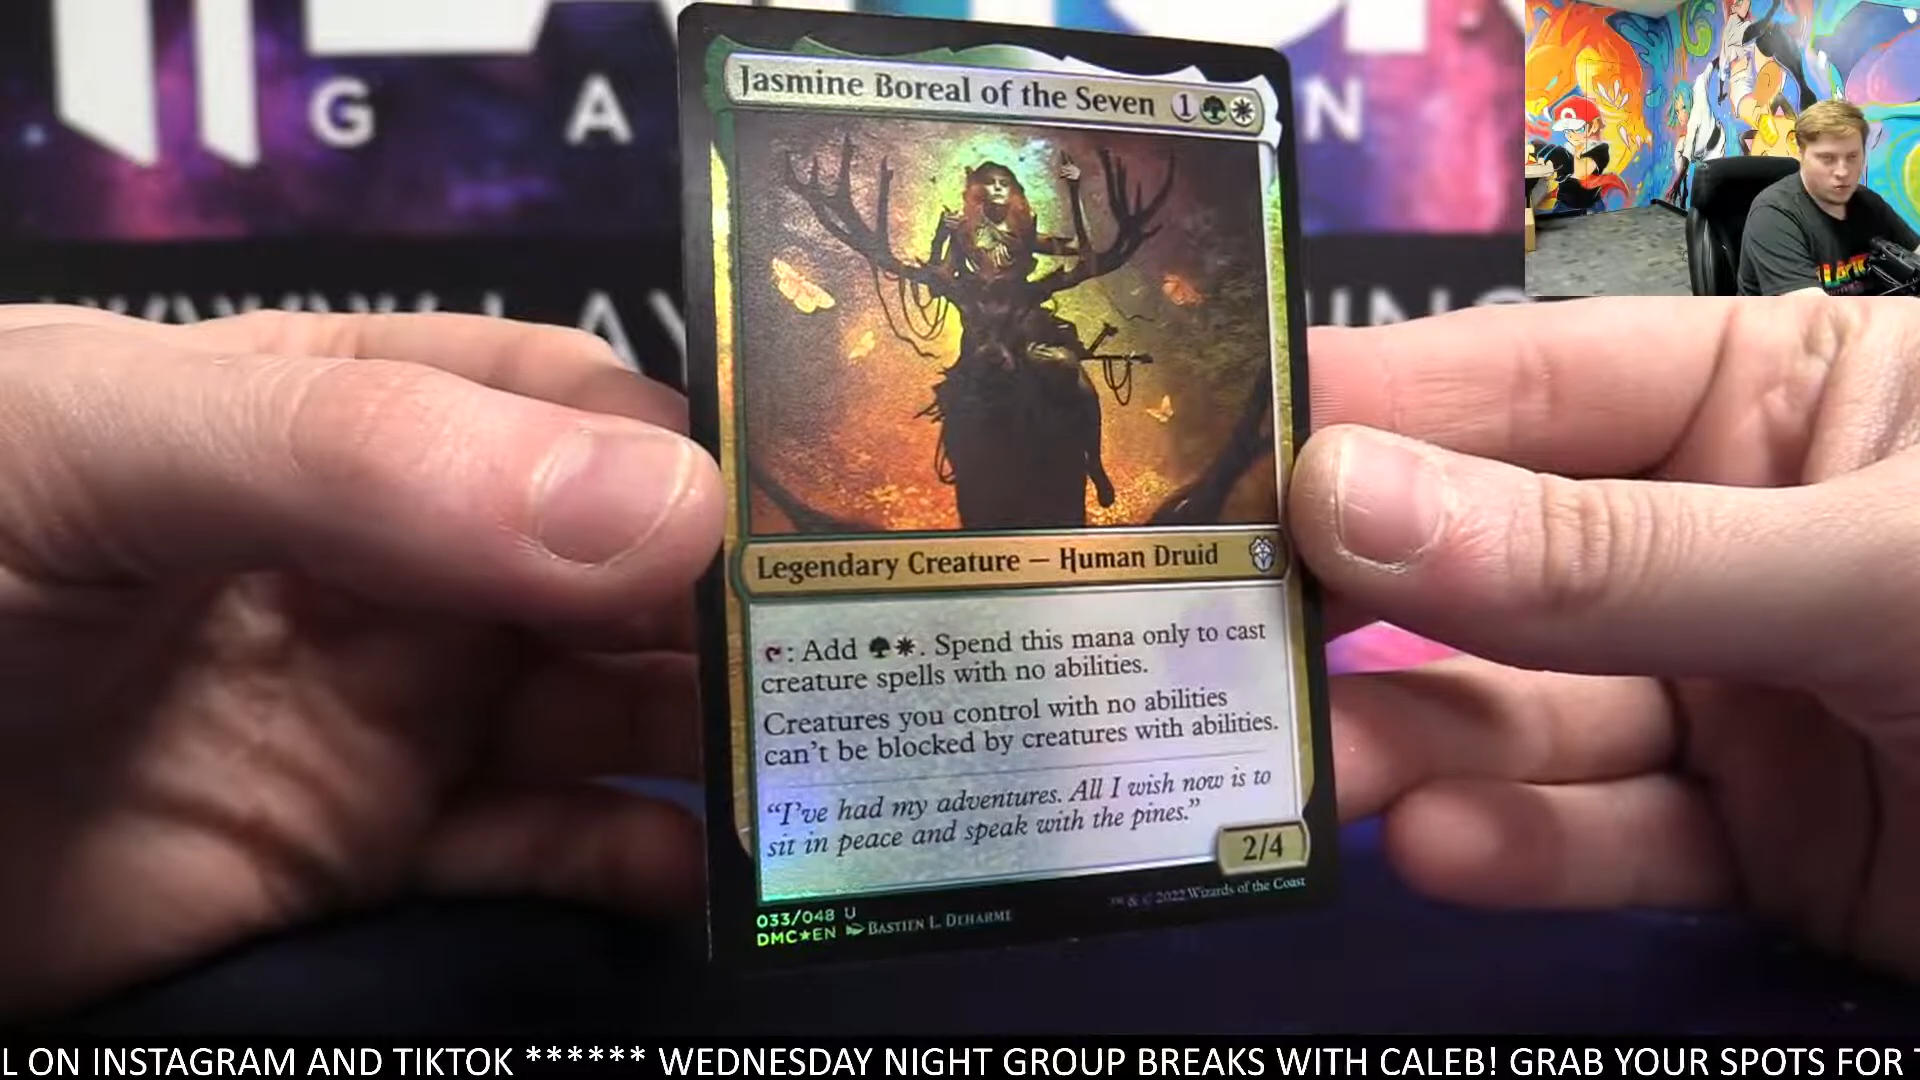 G A N
Jasmine Boreal of the Seven 1
Legendary Creature — Human Druid
: Add . Spend this mana only to cast
creature spells with no abilities.
Creatures you control with no abilities
can't be blocked by creatures with abilities.
“I've had my adventures. All I wish now is to
sit in peace and speak with the pines.”
2/4
033/048 U
DMC★EN BASTIEN L. DEHARME
™ & © 2022 Wizards of the Coast
L ON INSTAGRAM AND TIKTOK ****** WEDNESDAY NIGHT GROUP BREAKS WITH CALEB! GRAB YOUR SPOTS FOR T